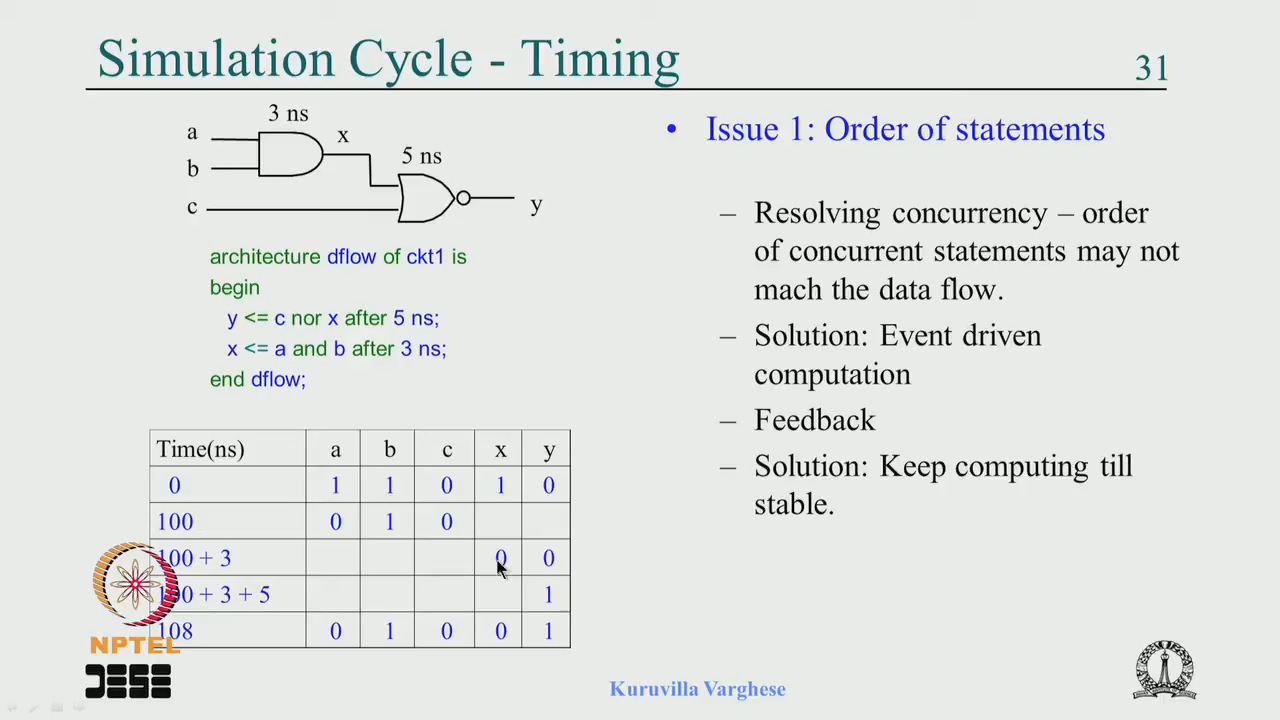 Simulation Cycle - Timing
31
3 ns
a
x
b
5 ns
c
y
architecture dflow of ckt1 is
begin
y <= c nor x after 5 ns;
x <= a and b after 3 ns;
end dflow;
Time(ns) a b c x y
0 1 1 0 1 0
100 0 1 0
100 + 3 0 0
100 + 3 + 5 1
108 0 1 0 0 1
• Issue 1: Order of statements
– Resolving concurrency – order
of concurrent statements may not
mach the data flow.
– Solution: Event driven
computation
– Feedback
– Solution: Keep computing till
stable.
NPTEL
Kuruvilla Varghese